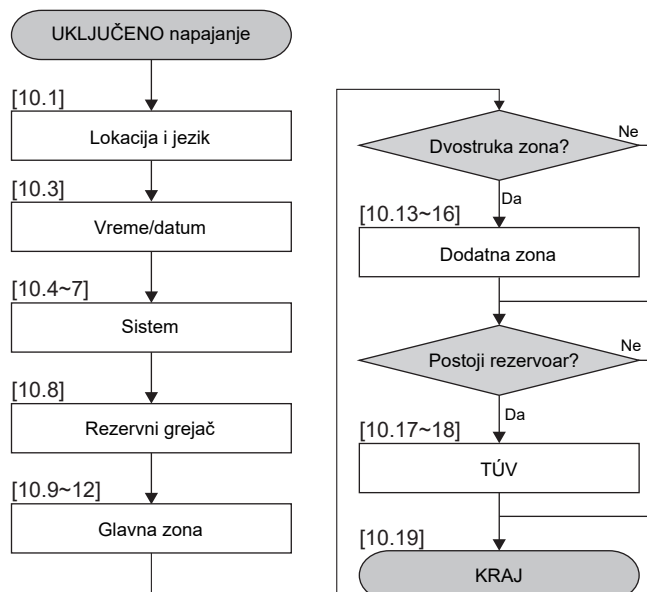 UKLJUČENO napajanje
[10.1]
Lokacija i jezik
[10.3]
Vreme/datum
[10.4~7]
Sistem
[10.8]
Rezervni grejač
[10.9~12]
Glavna zona
Dvostruka zona?
Ne
Da
[10.13~16]
Dodatna zona
Postoji rezervoar?
Ne
Da
[10.17~18]
TÚV
[10.19]
KRAJ